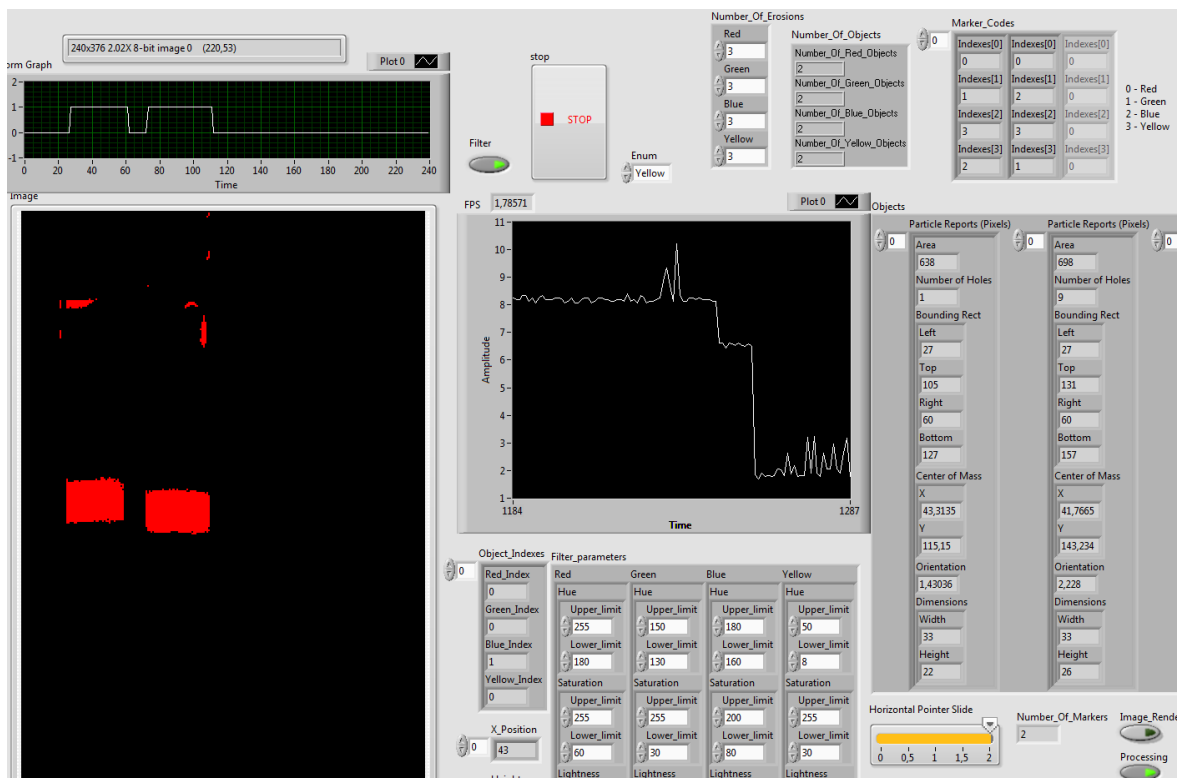 240x376 2.02X 8-bit image 0 (220,53)
orm Graph
Plot 0
2
1
0
-1
0 20 40 60 80 100 120 140 160 180 200 220 240
Time
Image
Filter
stop
STOP
Enum
Yellow
Number_Of_Erosions
Red
3
Green
3
Blue
3
Yellow
3
Number_Of_Objects
Number_Of_Red_Objects
2
Number_Of_Green_Objects
2
Number_Of_Blue_Objects
2
Number_Of_Yellow_Objects
2
Marker_Codes
0
Indexes[0] Indexes[0] Indexes[0]
0 0 0
Indexes[1] Indexes[1] Indexes[1]
1 2 0
Indexes[2] Indexes[2] Indexes[2]
3 3 0
Indexes[3] Indexes[3] Indexes[3]
2 1 0
0 - Red
1 - Green
2 - Blue
3 - Yellow
FPS 1,78571
Plot 0
11
10
9
8
7
6
5
4
3
2
1
Amplitude
1184 1287
Time
Objects
0 0 0
Particle Reports (Pixels) Particle Reports (Pixels)
Area Area
638 698
Number of Holes Number of Holes
1 9
Bounding Rect Bounding Rect
Left Left
27 27
Top Top
105 131
Right Right
60 60
Bottom Bottom
127 157
Center of Mass Center of Mass
X X
43,3135 41,7665
Y Y
115,15 143,234
Orientation Orientation
1,43036 2,228
Dimensions Dimensions
Width Width
33 33
Height Height
22 26
Object_Indexes
0
Red_Index
0
Green_Index
0
Blue_Index
1
Yellow_Index
0
X_Position
0 43
Filter_parameters
Red Green Blue Yellow
Hue Hue Hue Hue
Upper_limit Upper_limit Upper_limit Upper_limit
255 150 180 50
Lower_limit Lower_limit Lower_limit Lower_limit
180 130 160 8
Saturation Saturation Saturation Saturation
Upper_limit Upper_limit Upper_limit Upper_limit
255 255 200 255
Lower_limit Lower_limit Lower_limit Lower_limit
60 30 80 30
Lightness Lightness Lightness Lightness
Horizontal Pointer Slide
0 0,5 1 1,5 2
Number_Of_Markers
2
Image_Rende
Processing